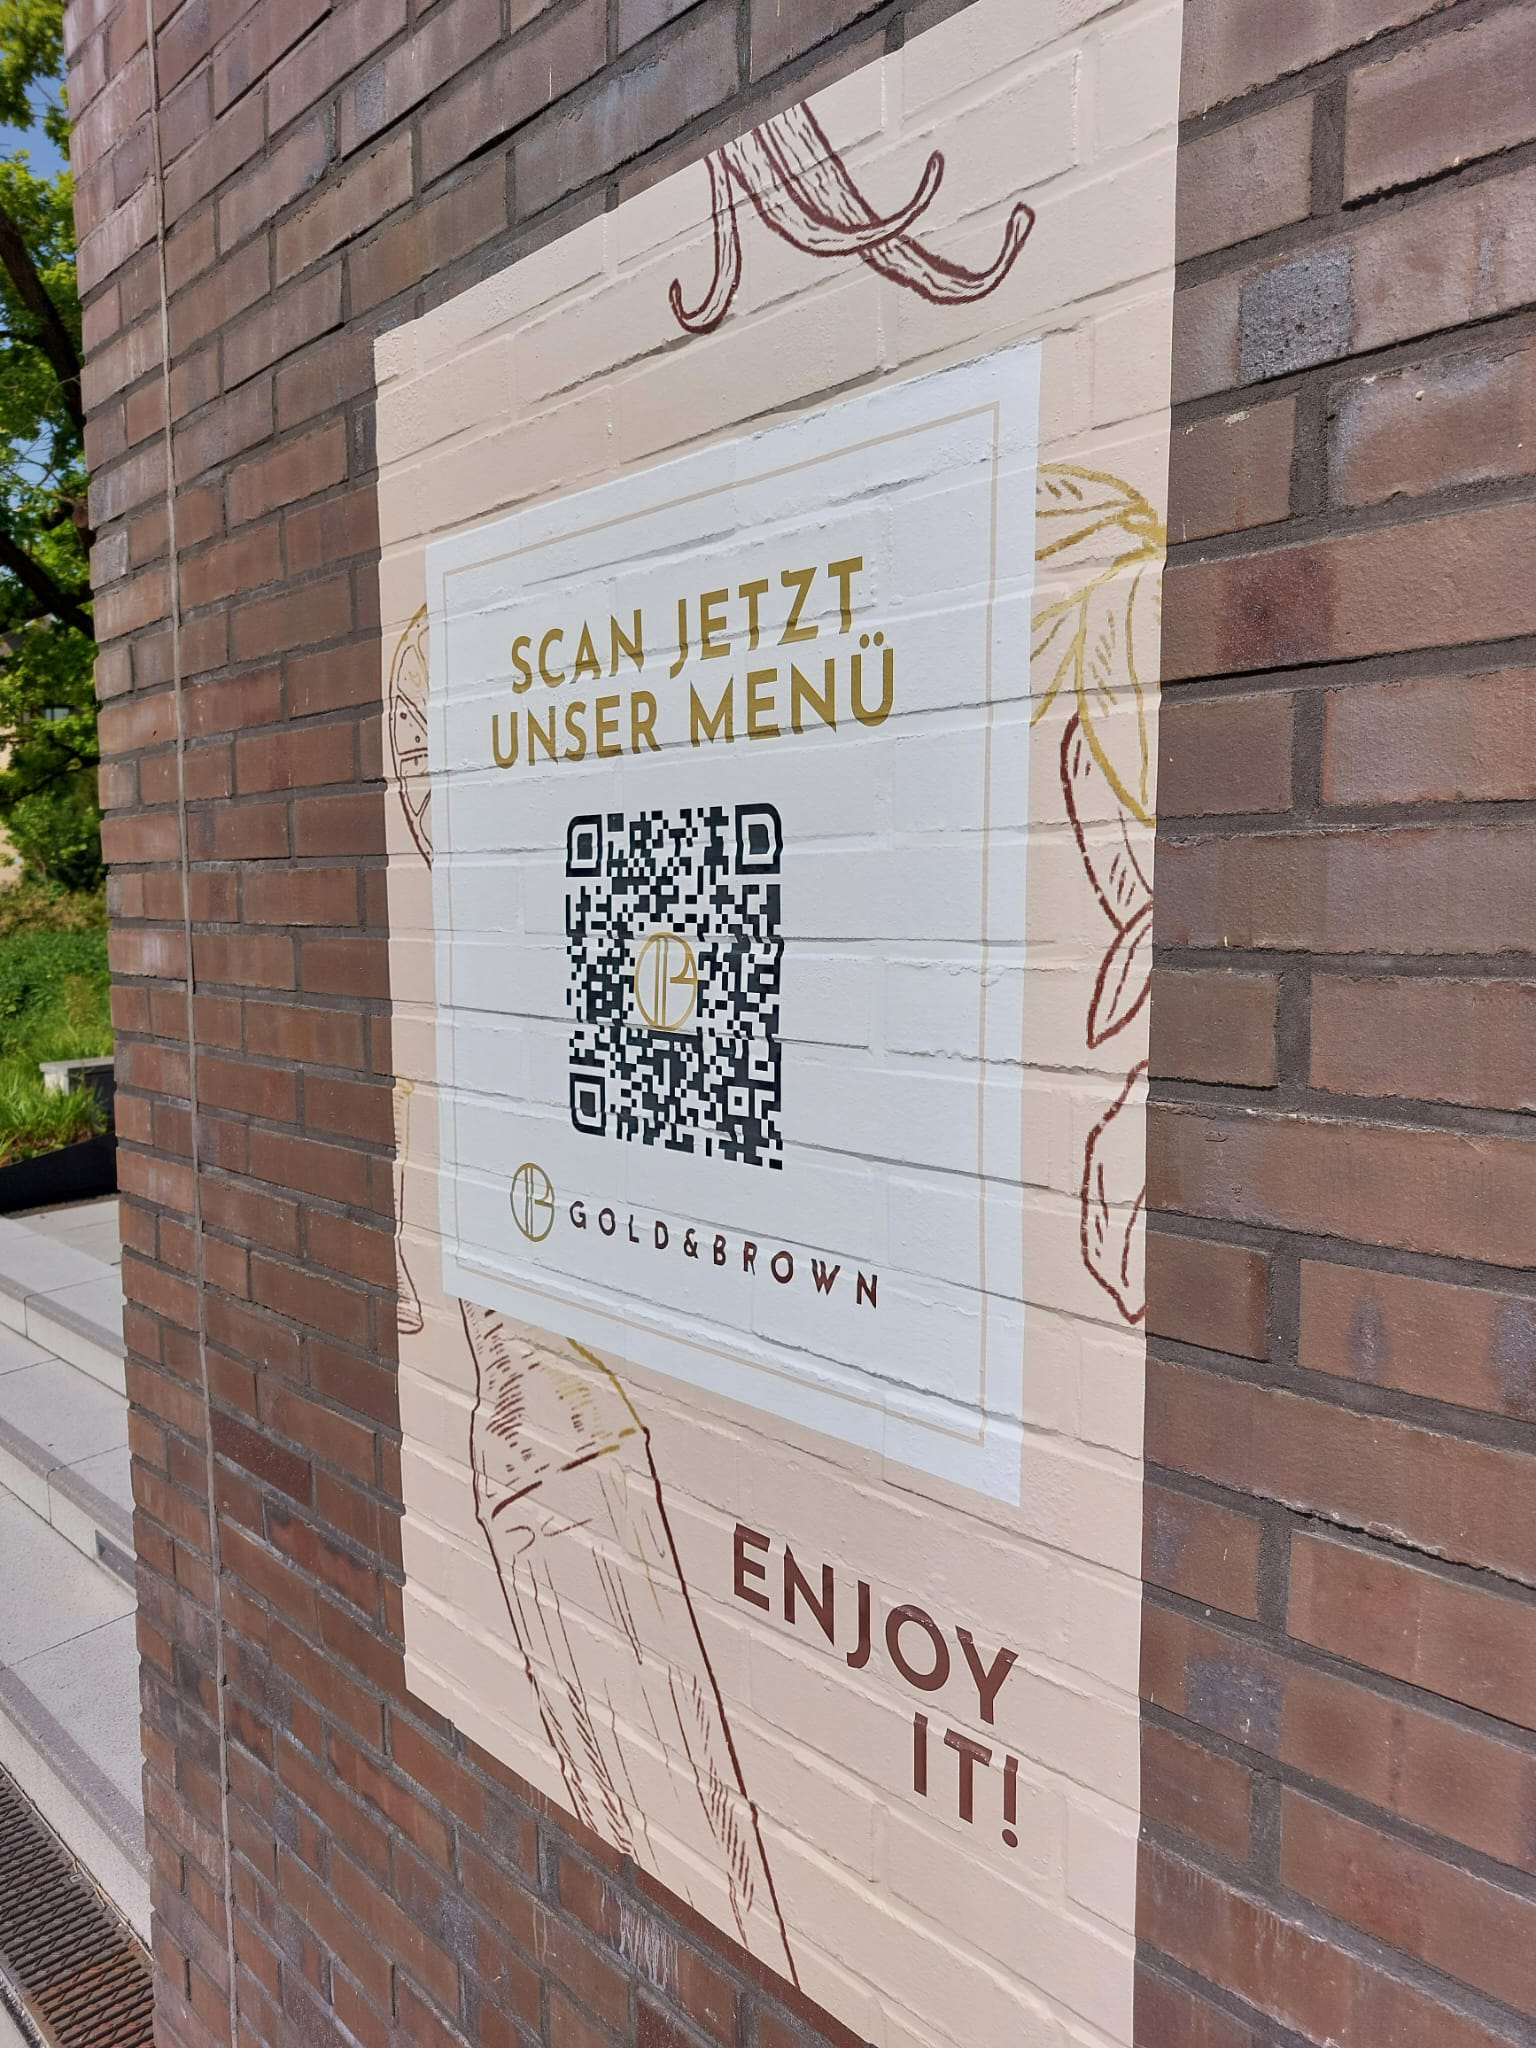 SCAN JETZT
UNSER MENÜ
GOLD&BROWN
ENJOY
IT!